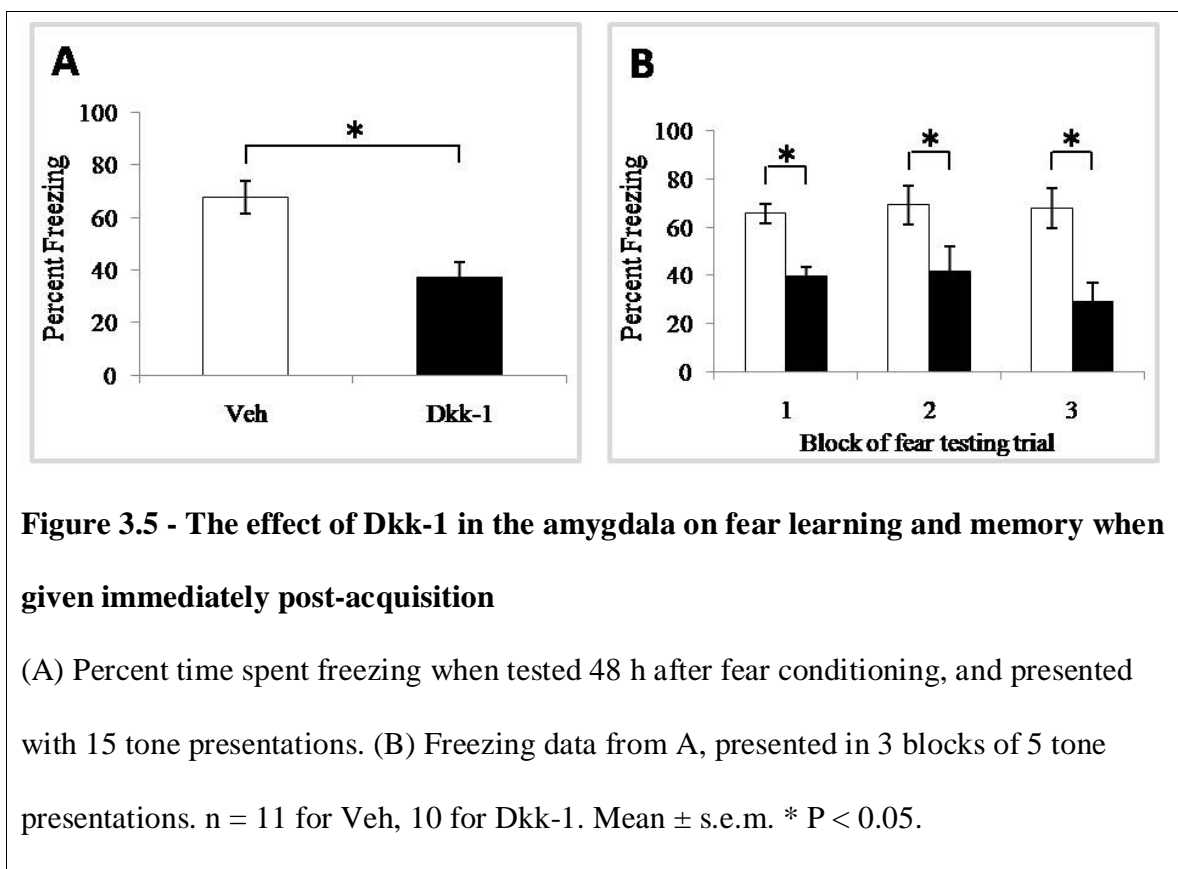 A
Percent Freezing
100
80
60
40
20
0
*
Veh
Dkk-1
B
Percent Freezing
100
80
60
40
20
0
*
*
*
1
2
3
Block of fear testing trial
Figure 3.5 - The effect of Dkk-1 in the amygdala on fear learning and memory when
given immediately post-acquisition
(A) Percent time spent freezing when tested 48 h after fear conditioning, and presented
with 15 tone presentations. (B) Freezing data from A, presented in 3 blocks of 5 tone
presentations. n = 11 for Veh, 10 for Dkk-1. Mean ± s.e.m. * P < 0.05.